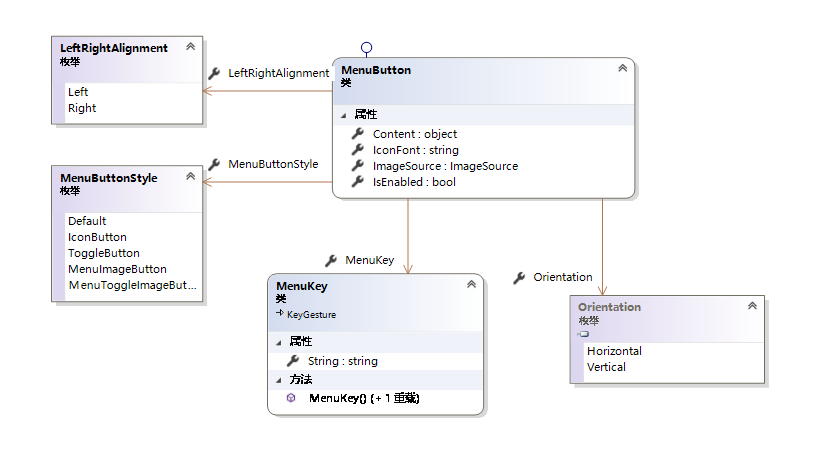 LeftRightAlignment
枚举
Left
Right
LeftRightAlignment
MenuButton
类
属性
Content : object
IconFont : string
ImageSource : ImageSource
IsEnabled : bool
MenuButtonStyle
MenuButtonStyle
枚举
Default
IconButton
ToggleButton
MenuImageButton
MenuToggleImageBut...
MenuKey
Orientation
MenuKey
类
KeyGesture
属性
String : string
方法
MenuKey() (+ 1 重载)
Orientation
枚举
Horizontal
Vertical